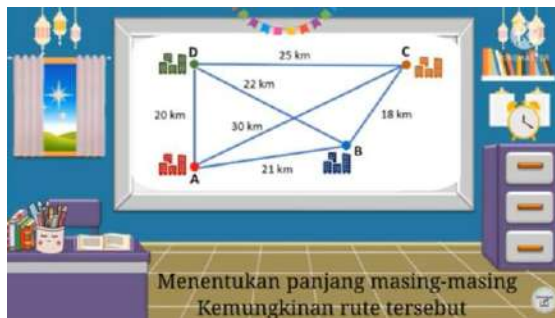 D
25 km
C
22 km
20 km
30 km
18 km
B
21 km
A
Menentukan panjang masing-masing
Kemungkinan rute tersebut